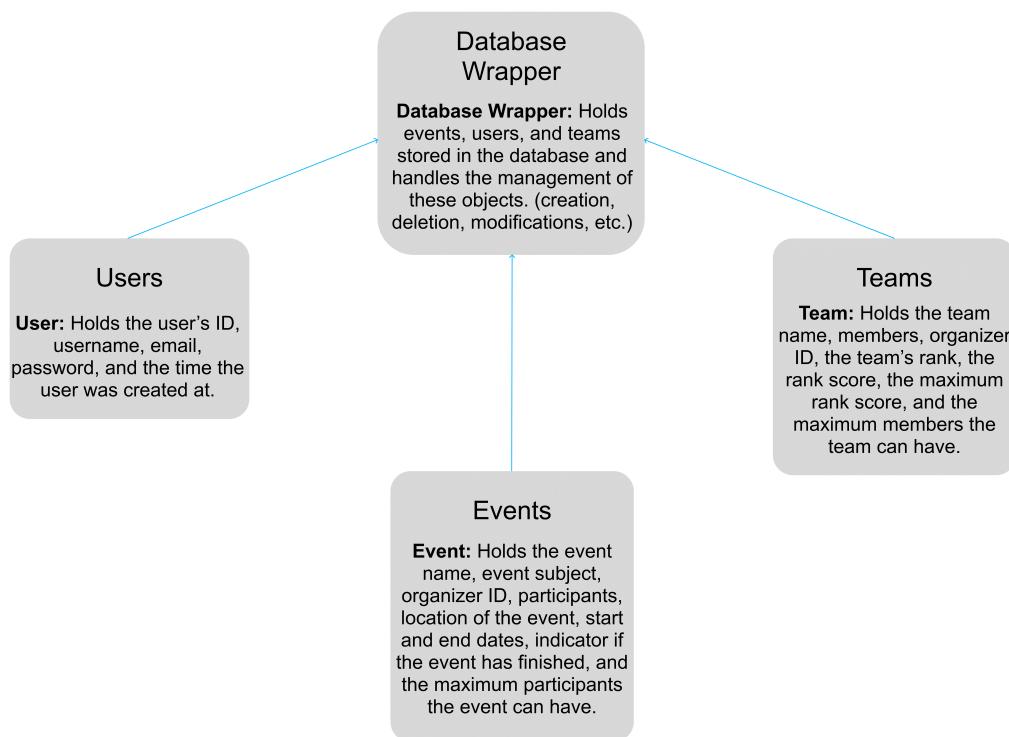 Database
Wrapper
Database Wrapper: Holds
events, users, and teams
stored in the database and
handles the management of
these objects. (creation,
deletion, modifications, etc.)
Users
User: Holds the user's ID,
username, email,
password, and the time the
user was created at.
Teams
Team: Holds the team
name, members, organizer
ID, the team's rank, the
rank score, the maximum
rank score, and the
maximum members the
team can have.
Events
Event: Holds the event
name, event subject,
organizer ID, participants,
location of the event, start
and end dates, indicator if
the event has finished, and
the maximum participants
the event can have.